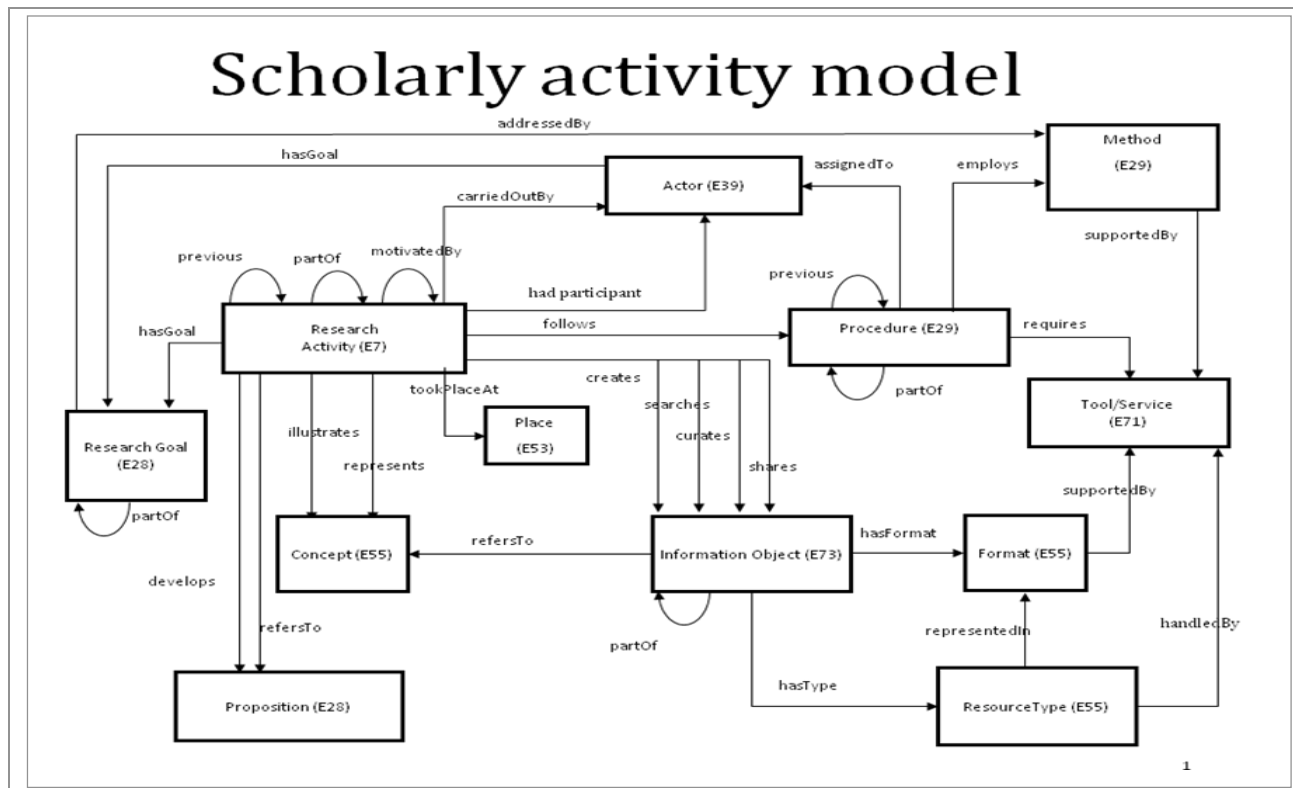 Scholarly activity model
addressedBy
Method
(E29)
hasGoal
assignedTo
employs
Actor (E39)
carriedOutBy
supportedBy
previous
partOf
motivatedBy
previous
had participant
Research
Activity (E7)
follows
Procedure (E29)
requires
hasGoal
creates
tookPlaceAt
partOf
searches
Tool/Service
(E71)
Place
(E53)
illustrates
curates
Research Goal
(E28)
represents
shares
supportedBy
partOf
refersTo
hasFormat
Concept (E55)
Information Object (E73)
Format (E55)
develops
refersTo
representedIn
handledBy
partOf
hasType
Proposition (E28)
ResourceType (E55)
1